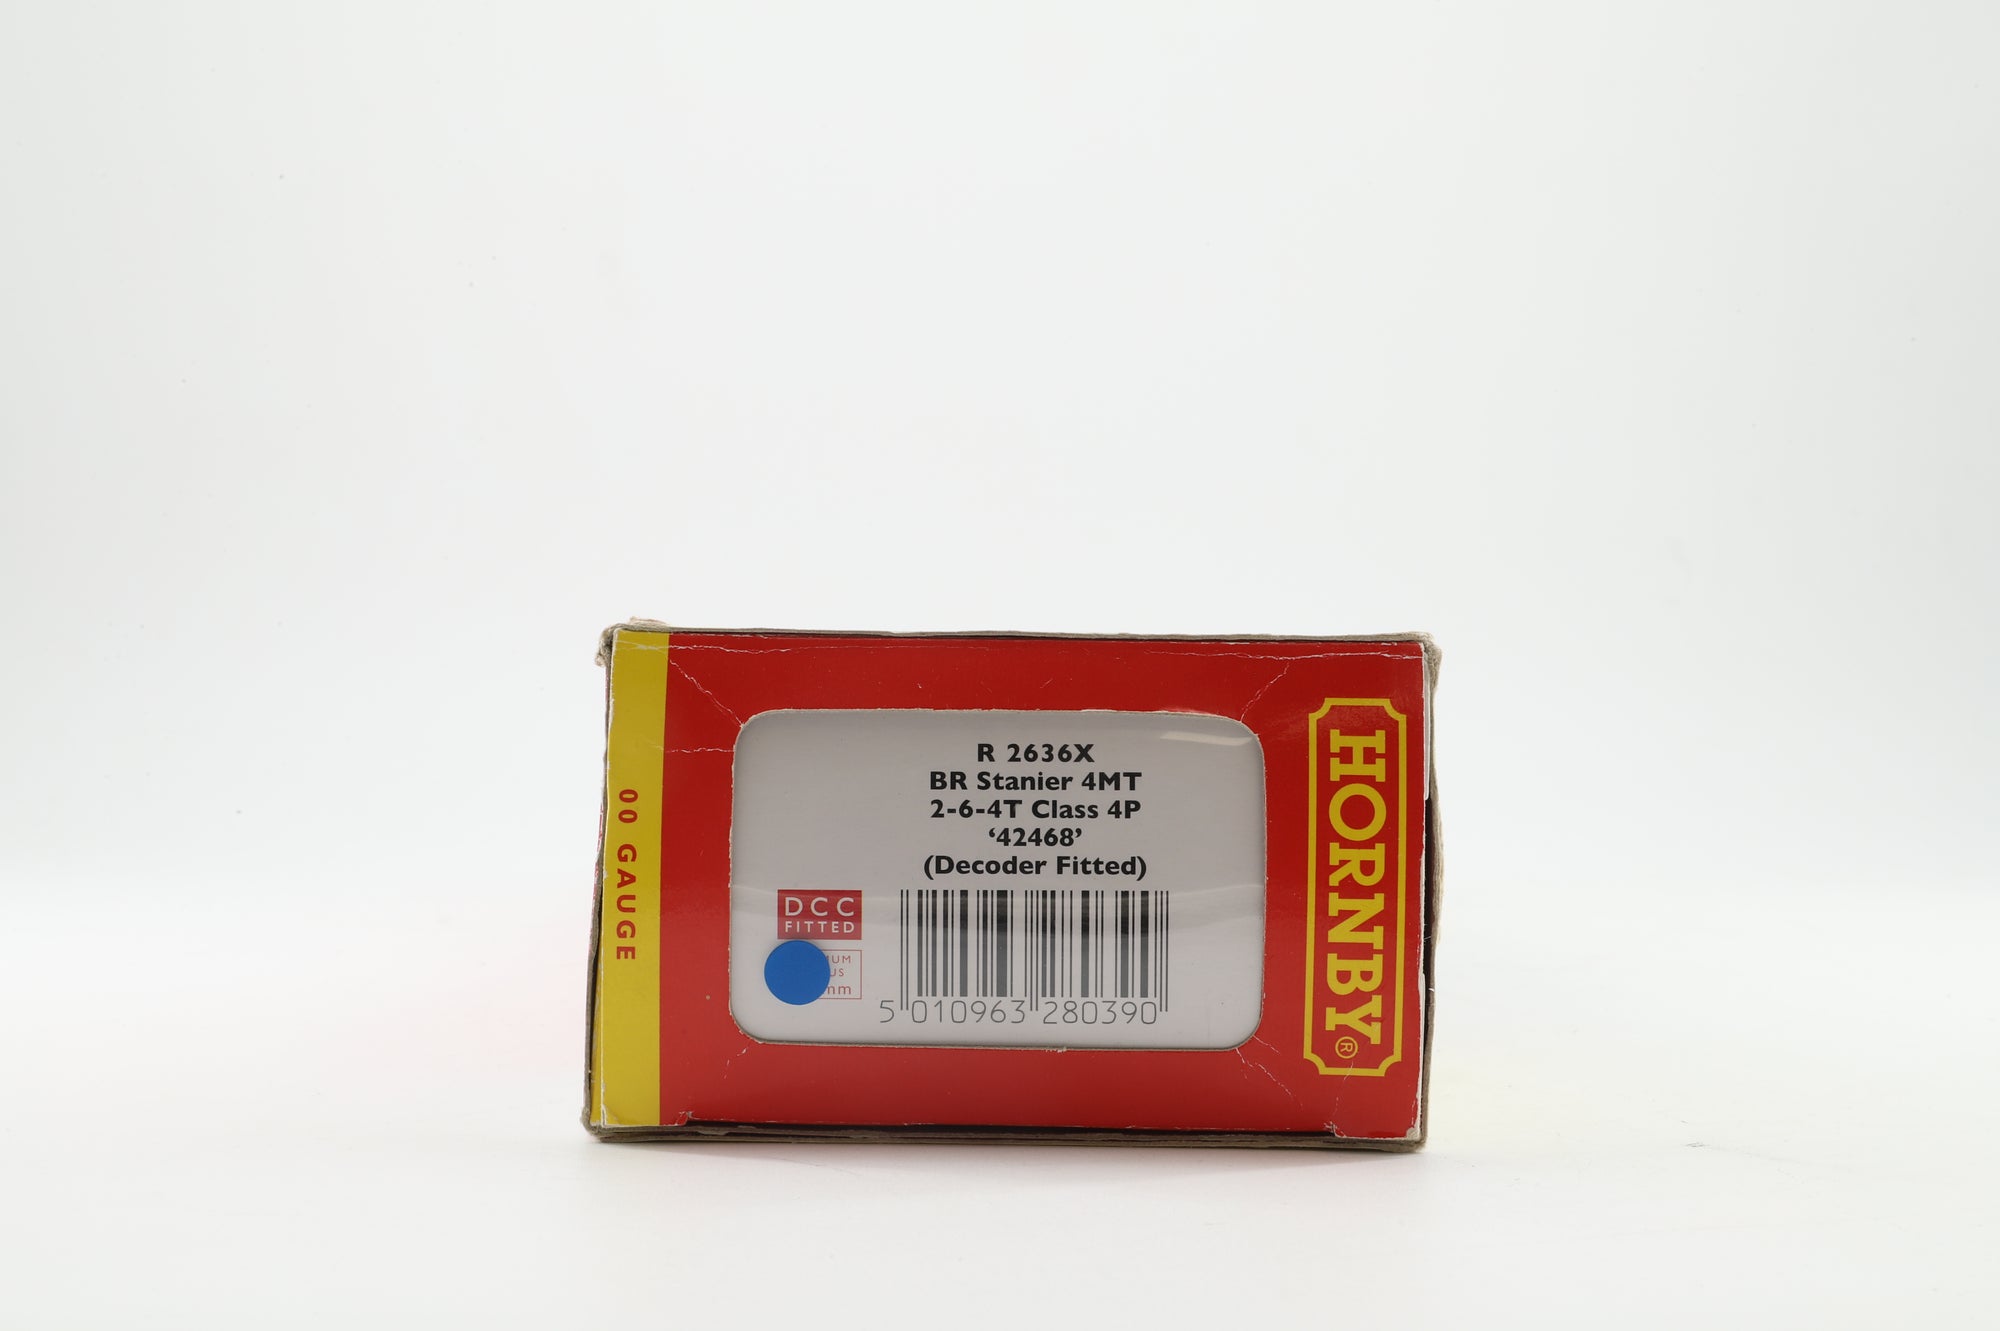 R 2636X
BR Stanier 4MT
2-6-4T Class 4P
‘42468’
(Decoder Fitted)
DCC
FITTED
5 010963 280390
00 GAUGE
HORNBY®